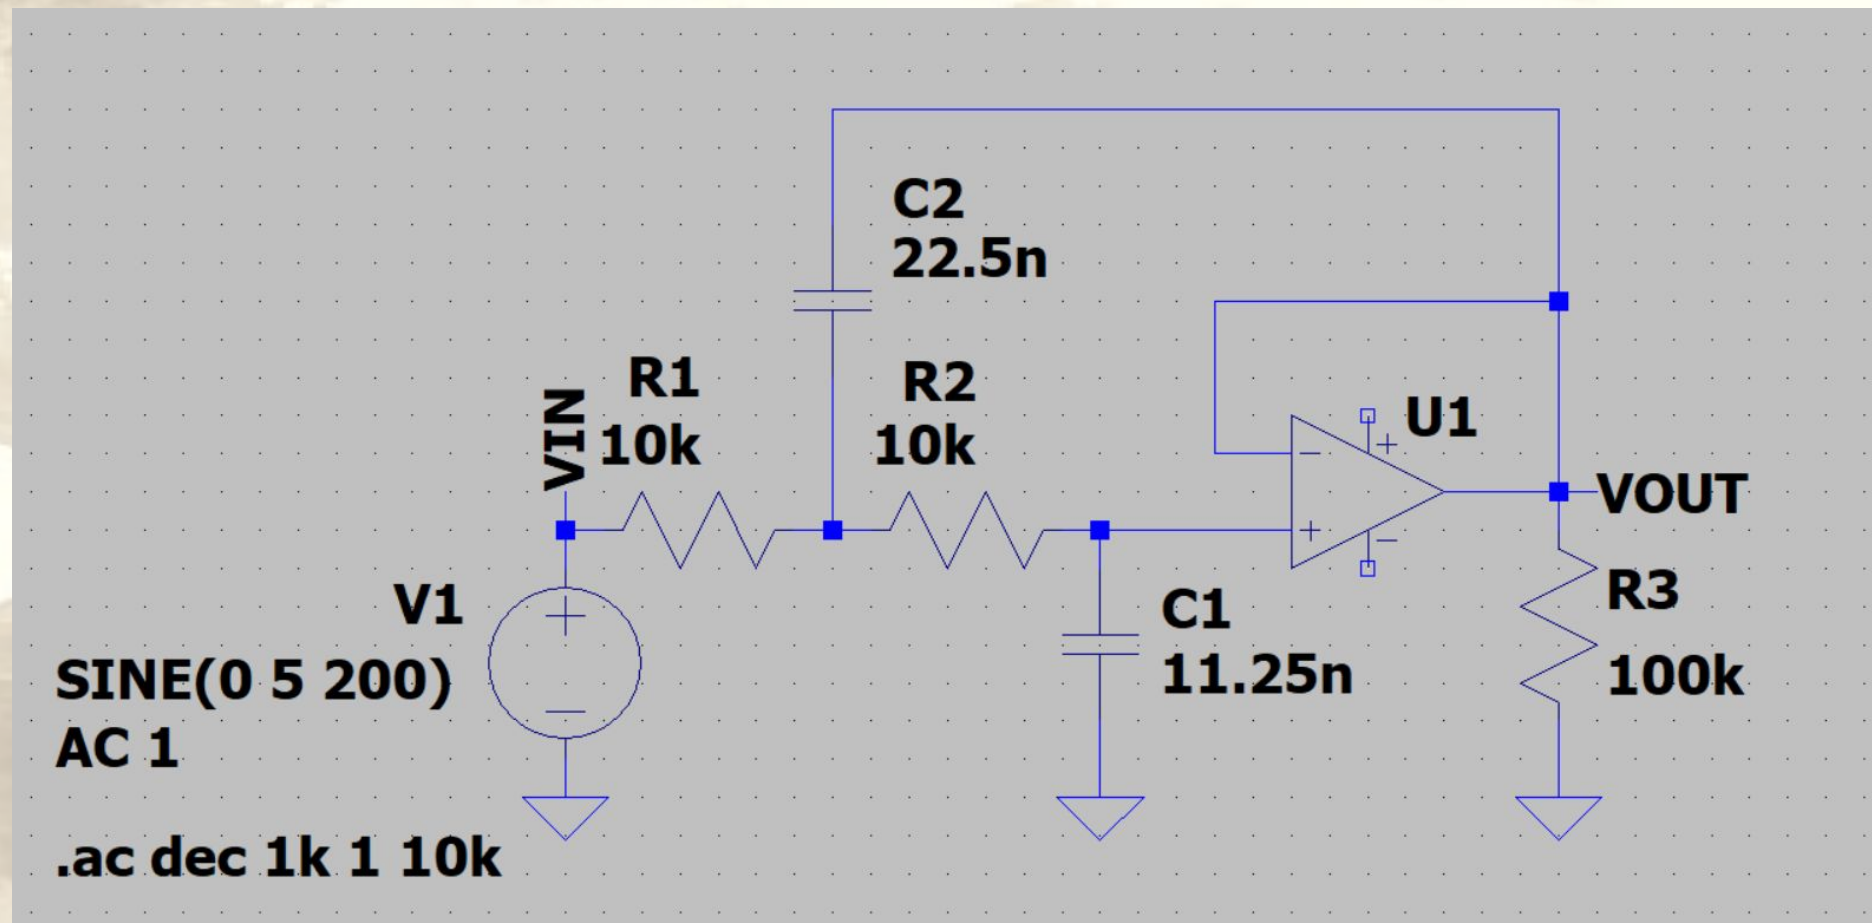 C2
22.5n
R1
10k
R2
10k
VIN
U1
VOUT
V1
SINE(0 5 200)
AC 1
C1
11.25n
R3
100k
.ac dec 1k 1 10k